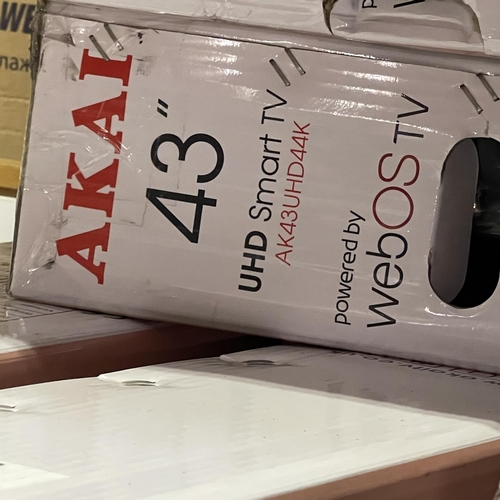 AKAI
43"
UHD Smart TV
AK43UHD44K
powered by
webOS TV